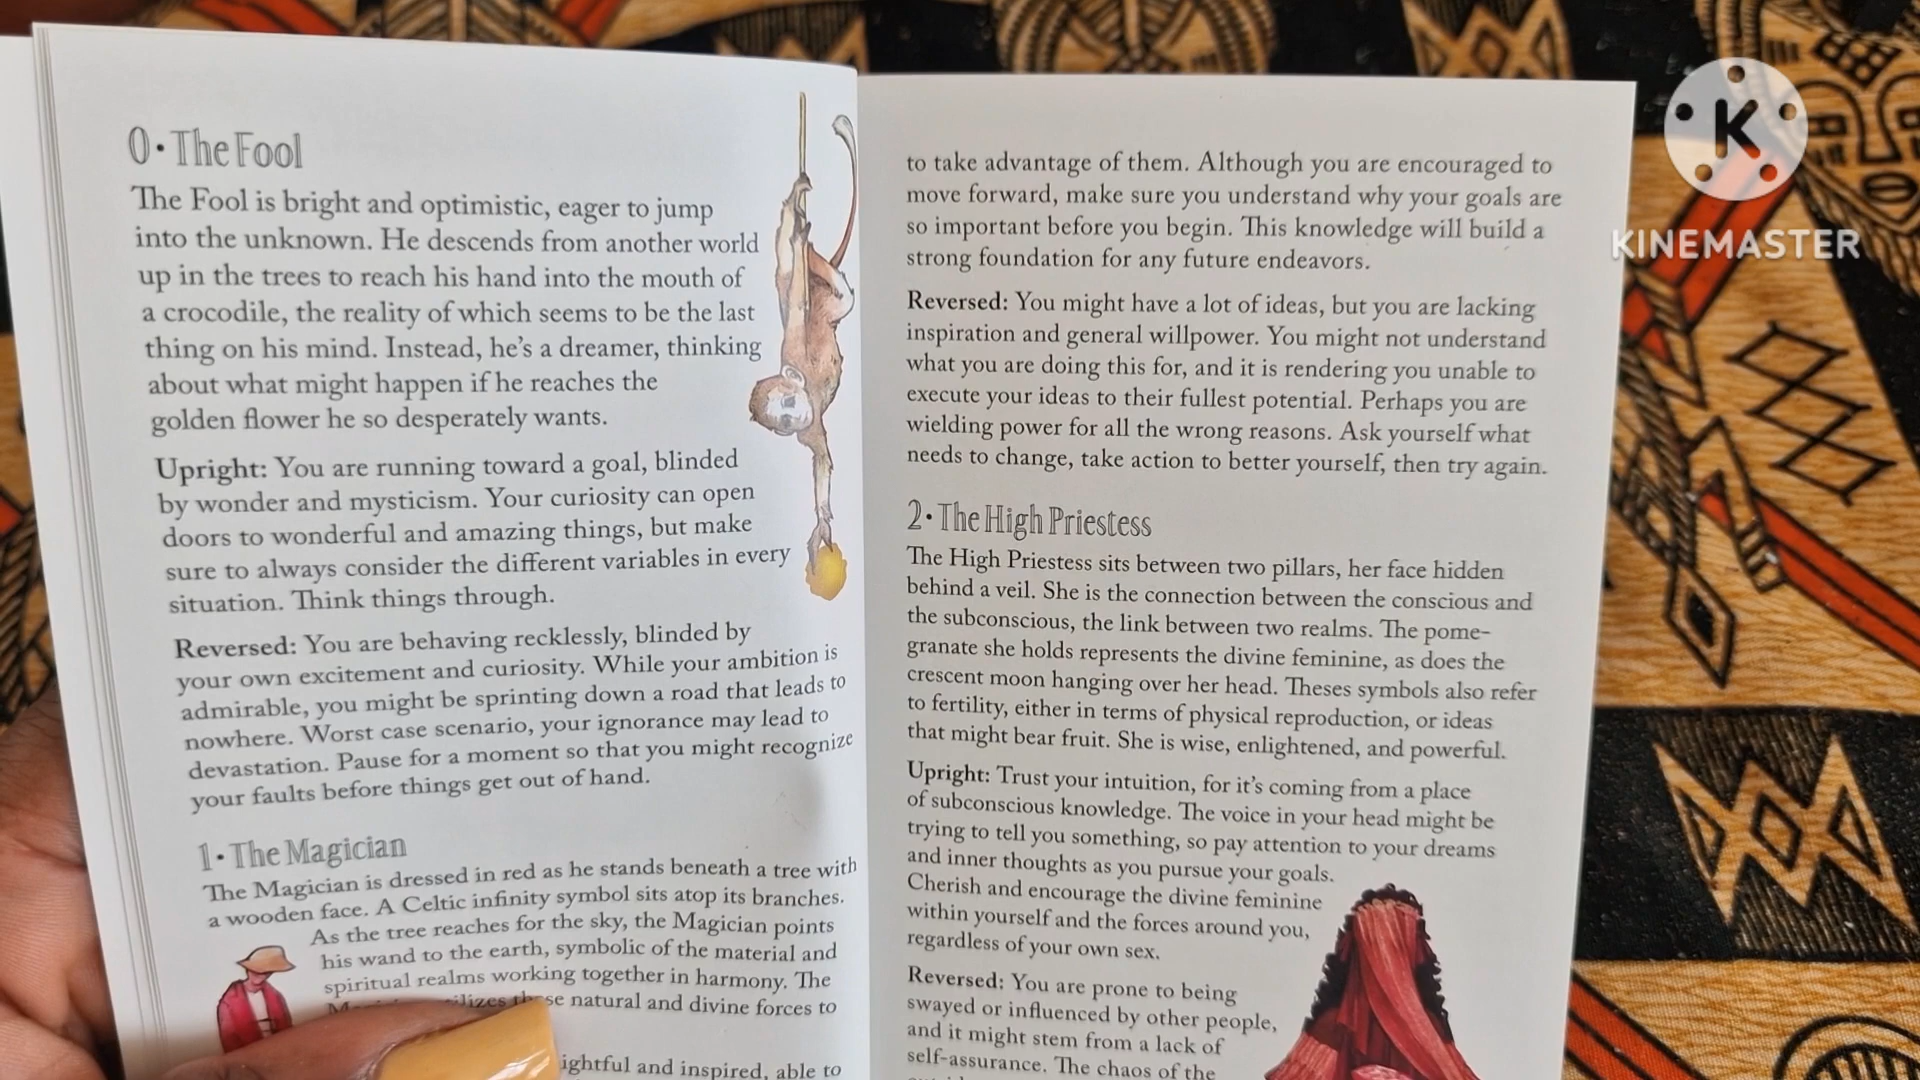 0 • The Fool
The Fool is bright and optimistic, eager to jump
into the unknown. He descends from another world
up in the trees to reach his hand into the mouth of
a crocodile, the reality of which seems to be the last
thing on his mind. Instead, he's a dreamer, thinking
about what might happen if he reaches the
golden flower he so desperately wants.
Upright: You are running toward a goal, blinded
by wonder and mysticism. Your curiosity can open
doors to wonderful and amazing things, but make
sure to always consider the different variables in every
situation. Think things through.
Reversed: You are behaving recklessly, blinded by
your own excitement and curiosity. While your ambition is
admirable, you might be sprinting down a road that leads to
nowhere. Worst case scenario, your ignorance may lead to
devastation. Pause for a moment so that you might recognize
your faults before things get out of hand.
1 • The Magician
The Magician is dressed in red as he stands beneath a tree with
a wooden face. A Celtic infinity symbol sits atop its branches.
As the tree reaches for the sky, the Magician points
his wand to the earth, symbolic of the material and
spiritual realms working together in harmony. The
natural and divine forces to
and inspired, able to
to take advantage of them. Although you are encouraged to
move forward, make sure you understand why your goals are
so important before you begin. This knowledge will build a
strong foundation for any future endeavors.
Reversed: You might have a lot of ideas, but you are lacking
inspiration and general willpower. You might not understand
what you are doing this for, and it is rendering you unable to
execute your ideas to their fullest potential. Perhaps you are
wielding power for all the wrong reasons. Ask yourself what
needs to change, take action to better yourself, then try again.
2 • The High Priestess
The High Priestess sits between two pillars, her face hidden
behind a veil. She is the connection between the conscious and
the subconscious, the link between two realms. The pome-
granate she holds represents the divine feminine, as does the
crescent moon hanging over her head. Theses symbols also refer
to fertility, either in terms of physical reproduction, or ideas
that might bear fruit. She is wise, enlightened, and powerful.
Upright: Trust your intuition, for it's coming from a place
of subconscious knowledge. The voice in your head might be
trying to tell you something, so pay attention to your dreams
and inner thoughts as you pursue your goals.
Cherish and encourage the divine feminine
within yourself and the forces around you,
regardless of your own sex.
Reversed: You are prone to being
swayed or influenced by other people,
and it might stem from a lack of
self-assurance. The chaos of the
K
KINEMASTER